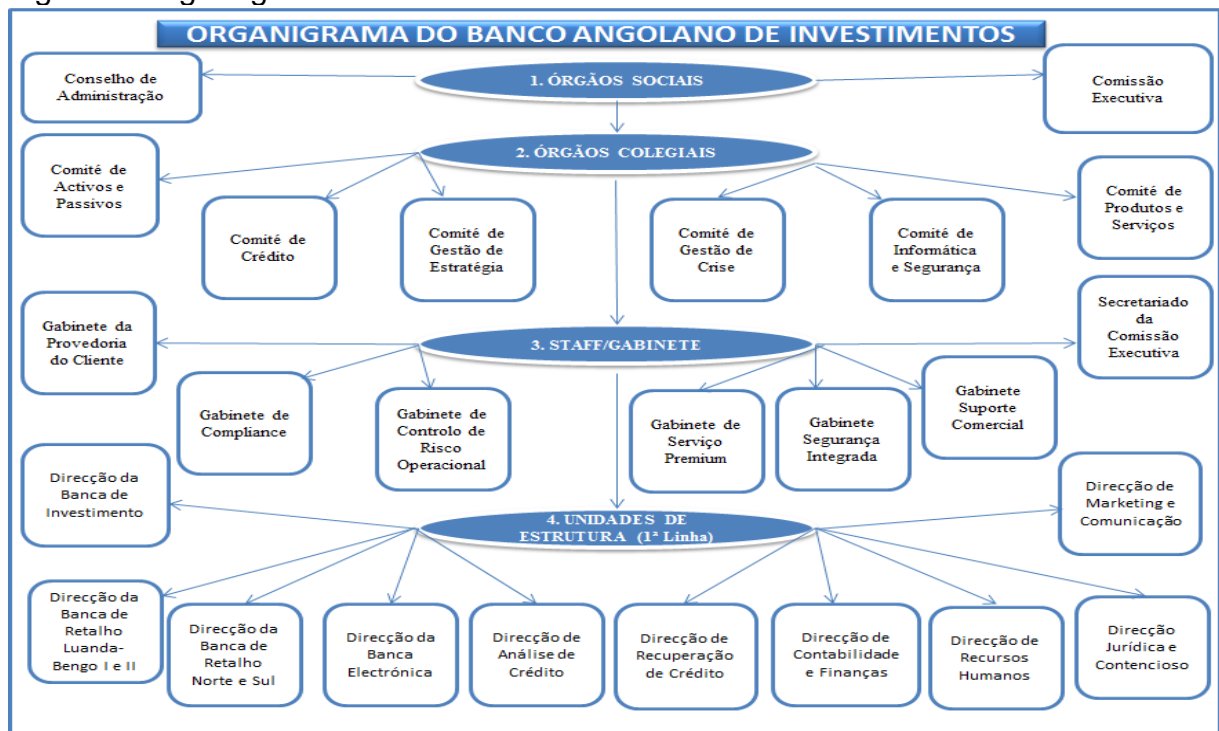 ORGANIGRAMA DO BANCO ANGOLANO DE INVESTIMENTOS
Conselho de
Administração
1. ÓRGÃOS SOCIAIS
Comissão
Executiva
2. ÓRGÃOS COLEGIAIS
Comité de
Activos e
Passivos
Comité de
Crédito
Comité de
Gestão de
Estratégia
Comité de
Gestão de
Crise
Comité de
Informática
e Segurança
Comité de
Produtos e
Serviços
Gabinete da
Provedoria
do Cliente
3. STAFF/GABINETE
Secretariado
da
Comissão
Executiva
Gabinete de
Compliance
Gabinete de
Controlo de
Risco
Operacional
Gabinete de
Serviço
Premium
Gabinete
Segurança
Integrada
Gabinete
Suporte
Comercial
Direcção da
Banca de
Investimento
4. UNIDADES DE
ESTRUTURA (1ª Linha)
Direcção de
Marketing e
Comunicação
Direcção da
Banca de
Retalho
Luanda-
Bengo I e II
Direcção da
Banca de
Retalho
Norte e Sul
Direcção da
Banca
Electrónica
Direcção de
Análise de
Crédito
Direcção de
Recuperação
de Crédito
Direcção de
Contabilidade
e Finanças
Direcção de
Recursos
Humanos
Direcção
Jurídica e
Contencioso